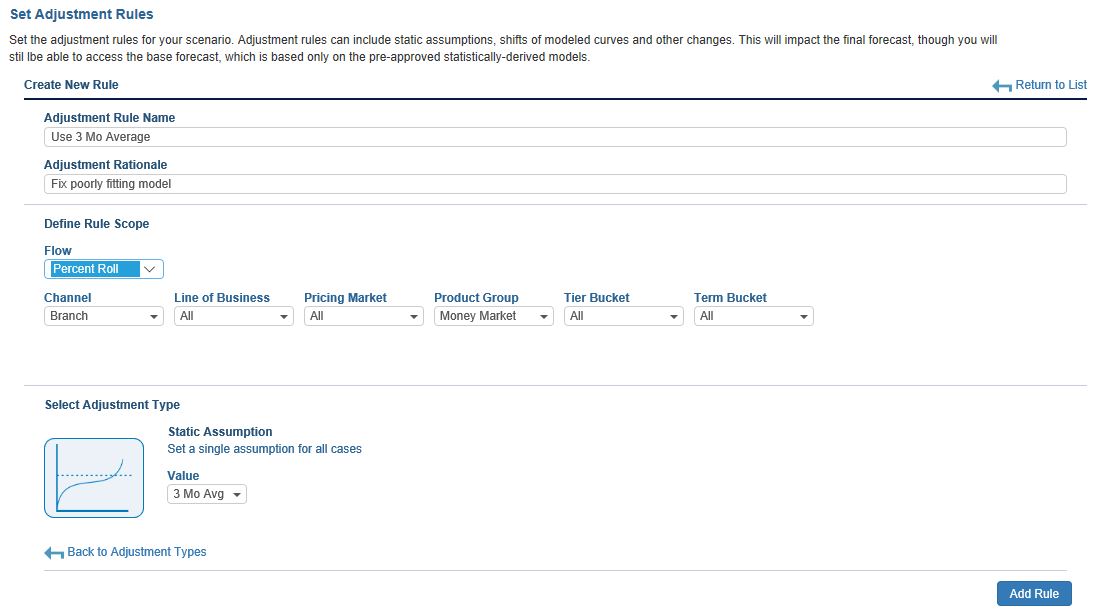 Set Adjustment Rules
Set the adjustment rules for your scenario. Adjustment rules can include static assumptions, shifts of modeled curves and other changes. This will impact the final forecast, though you will
stil lbe able to access the base forecast, which is based only on the pre-approved statistically-derived models.
Create New Rule Return to List
Adjustment Rule Name
Use 3 Mo Average
Adjustment Rationale
Fix poorly fitting model
Define Rule Scope
Flow
Percent Roll
Channel Line of Business Pricing Market Product Group Tier Bucket Term Bucket
Branch All All Money Market All All
Select Adjustment Type
Static Assumption
Set a single assumption for all cases
Value
3 Mo Avg
Back to Adjustment Types
Add Rule